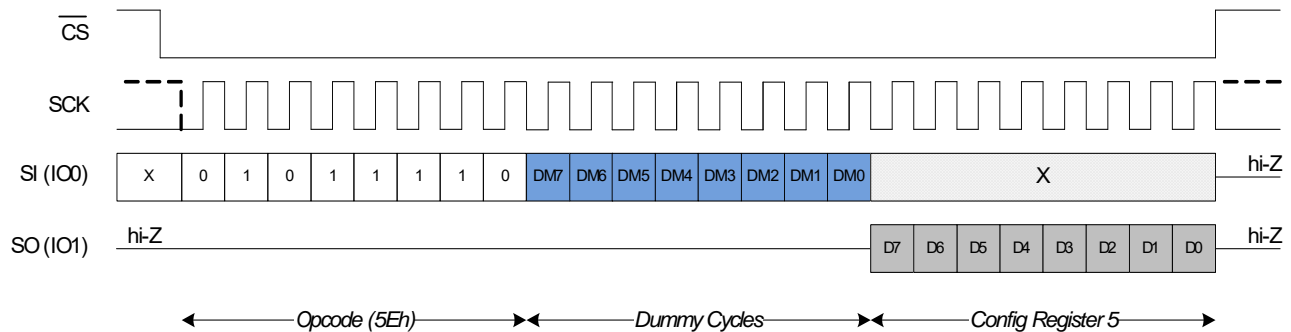 CS
SCK
SI (IO0) X 0 1 0 1 1 1 1 0 DM7 DM6 DM5 DM4 DM3 DM2 DM1 DM0 X hi-Z
SO (IO1) hi-Z D7 D6 D5 D4 D3 D2 D1 D0 hi-Z
Opcode (5Eh) Dummy Cycles Config Register 5